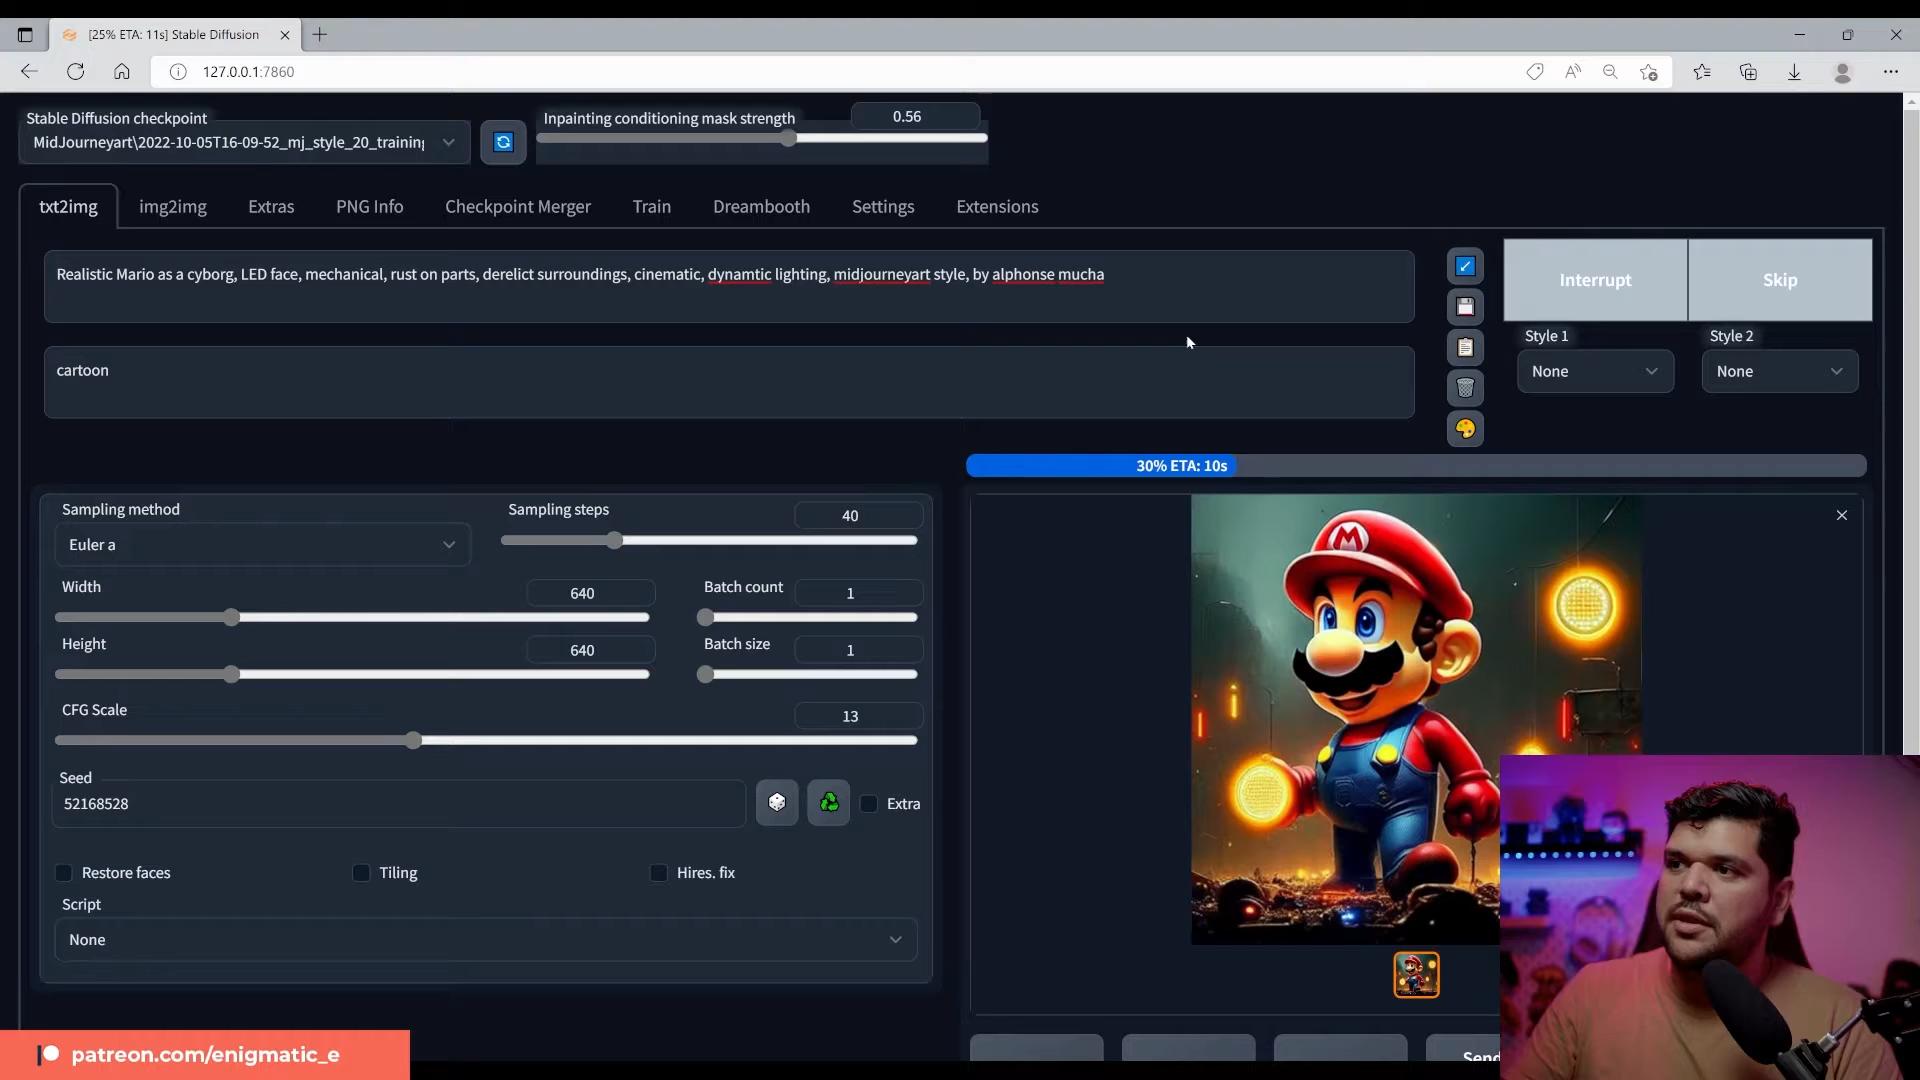 [25% ETA: 11s] Stable Diffusion
127.0.0.1:7860
Stable Diffusion checkpoint
MidJourneyart\2022-10-05T16-09-52_mj_style_20_training
Inpainting conditioning mask strength
0.56
txt2img
img2img
Extras
PNG Info
Checkpoint Merger
Train
Dreambooth
Settings
Extensions
Realistic Mario as a cyborg, LED face, mechanical, rust on parts, derelict surroundings, cinematic, dynamtic lighting, midjourneyart style, by alphonse mucha
Interrupt
Skip
Style 1
Style 2
None
None
cartoon
30% ETA: 10s
Sampling method
Euler a
Sampling steps
40
Width
640
Batch count
1
Height
640
Batch size
1
CFG Scale
13
Seed
52168528
Extra
Restore faces
Tiling
Hires. fix
Script
None
M
Send
patreon.com/enigmatic_e